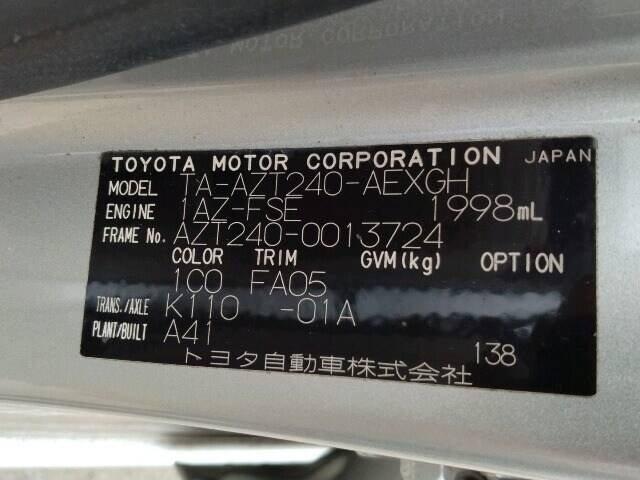 TOYOTA MOTOR CORPORATION JAPAN
MODEL TA-AZT240-AEXGH
ENGINE 1AZ-FSE 1998mL
FRAME No. AZT240-0013724
COLOR TRIM GVM(kg) OPTION
1C0 FA05
TRANS./AXLE K110 -01A
PLANT/BUILT A41
トヨタ自動車株式会社 138